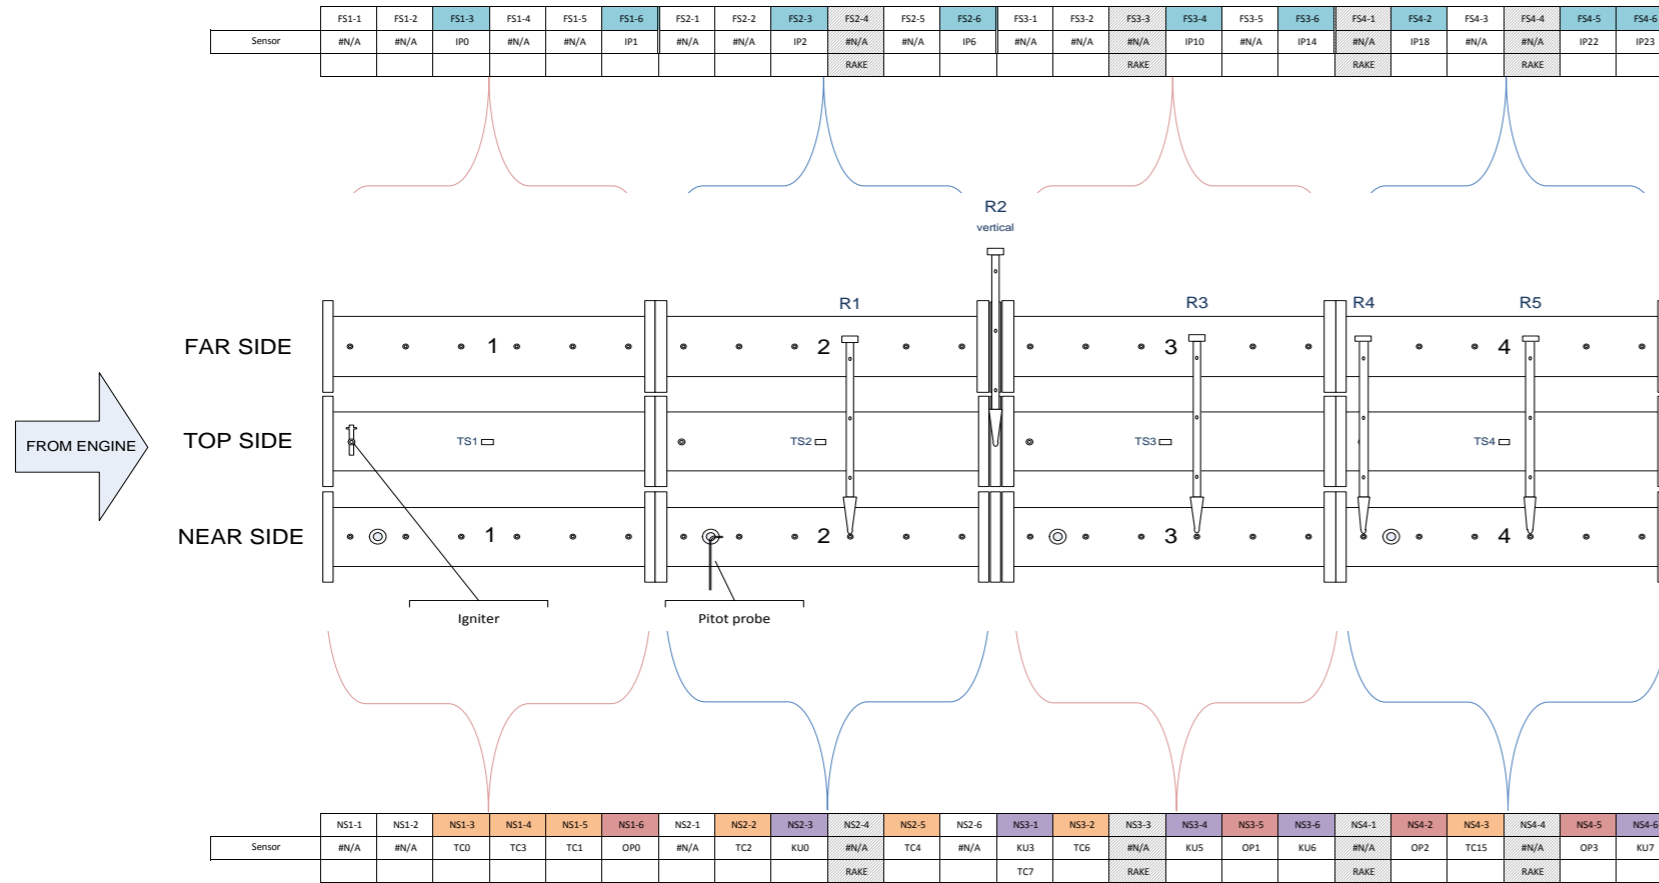 FS1-1 FS1-2 FS1-3 FS1-4 FS1-5 FS1-6 FS2-1 FS2-2 FS2-3 FS2-4 FS2-5 FS2-6 FS3-1 FS3-2 FS3-3 FS3-4 FS3-5 FS3-6 FS4-1 FS4-2 FS4-3 FS4-4 FS4-5 FS4-6
Sensor #N/A #N/A IP0 #N/A #N/A IP1 #N/A #N/A IP2 #N/A #N/A IP6 #N/A #N/A #N/A IP10 #N/A IP14 #N/A IP18 #N/A #N/A IP22 IP23
RAKE RAKE RAKE RAKE
R2
vertical
R1 R3 R4 R5
FAR SIDE 1 2 3 4
FROM ENGINE
TOP SIDE TS1 TS2 TS3 TS4
NEAR SIDE 1 2 3 4
Igniter Pitot probe
NS1-1 NS1-2 NS1-3 NS1-4 NS1-5 NS1-6 NS2-1 NS2-2 NS2-3 NS2-4 NS2-5 NS2-6 NS3-1 NS3-2 NS3-3 NS3-4 NS3-5 NS3-6 NS4-1 NS4-2 NS4-3 NS4-4 NS4-5 NS4-6
Sensor #N/A #N/A TC0 TC3 TC1 OP0 #N/A TC2 KU0 #N/A TC4 #N/A KU3 TC6 #N/A KU5 OP1 KU6 #N/A OP2 TC15 #N/A OP3 KU7
RAKE TC7 RAKE RAKE RAKE